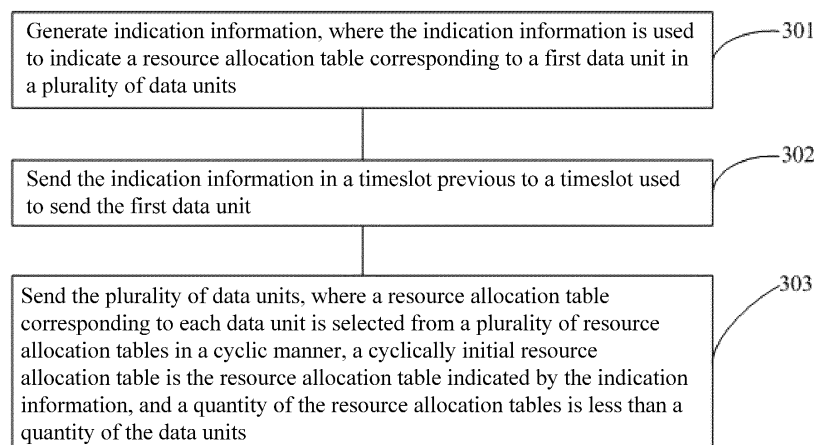 Generate indication information, where the indication information is used
to indicate a resource allocation table corresponding to a first data unit in
a plurality of data units
301
Send the indication information in a timeslot previous to a timeslot used
to send the first data unit
302
Send the plurality of data units, where a resource allocation table
corresponding to each data unit is selected from a plurality of resource
allocation tables in a cyclic manner, a cyclically initial resource
allocation table is the resource allocation table indicated by the indication
information, and a quantity of the resource allocation tables is less than a
quantity of the data units
303